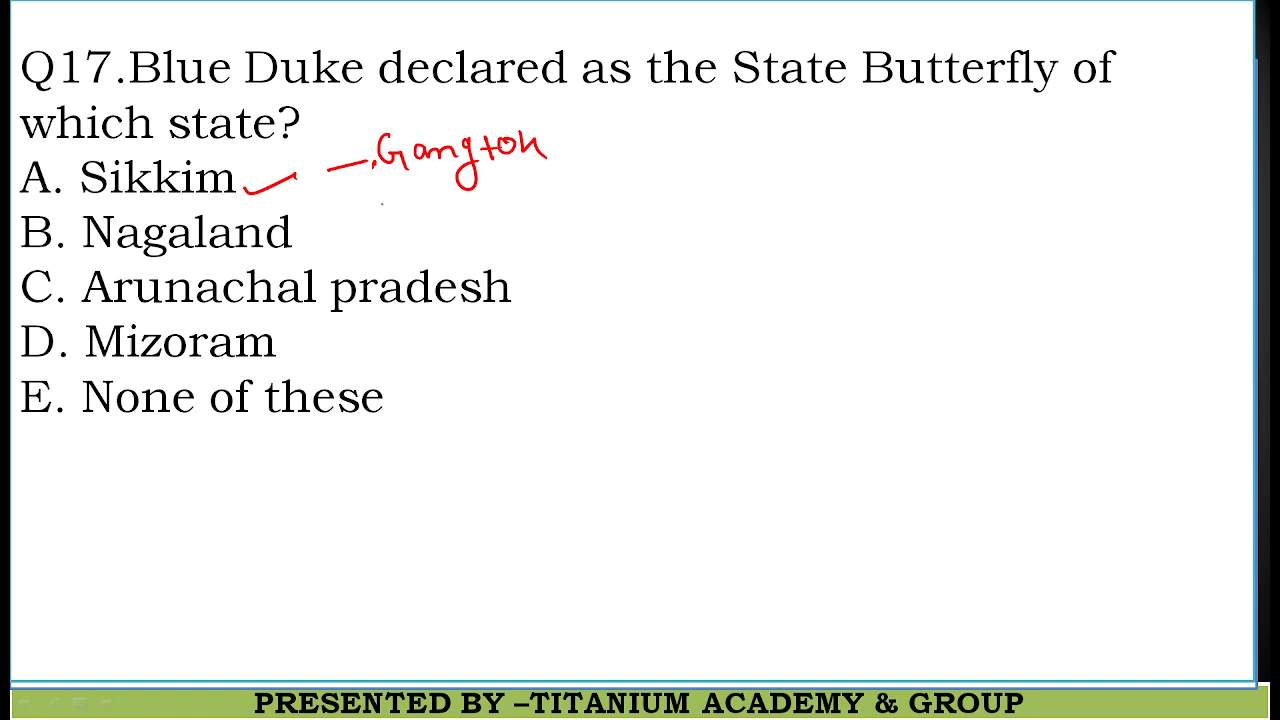 Q17.Blue Duke declared as the State Butterfly of
which state?
A. Sikkim — Gangtok
B. Nagaland
C. Arunachal pradesh
D. Mizoram
E. None of these
PRESENTED BY –TITANIUM ACADEMY & GROUP